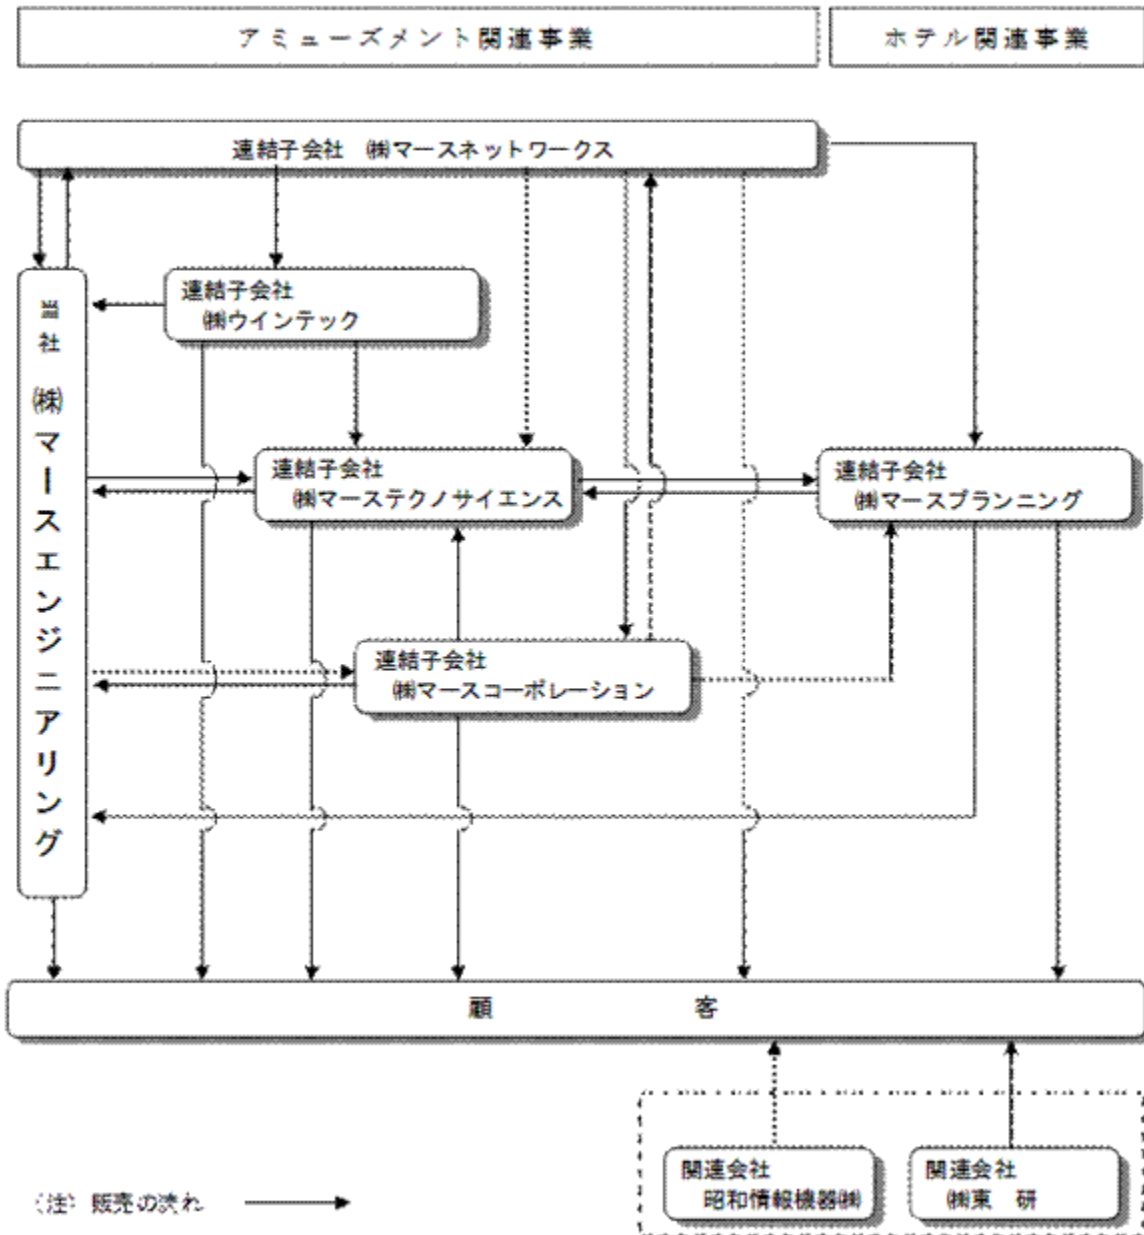 アミューズメント関連事業
ホテル関連事業
連結子会社 ㈱マースネットワークス
連結子会社
㈱ウインテック
当社 ㈱マースエンジニアリング
連結子会社
㈱マーステクノサイエンス
連結子会社
㈱マースプランニング
連結子会社
㈱マースコーポレーション
顧 客
関連会社
昭和情報機器㈱
関連会社
㈱東 研
(注) 販売の流れ